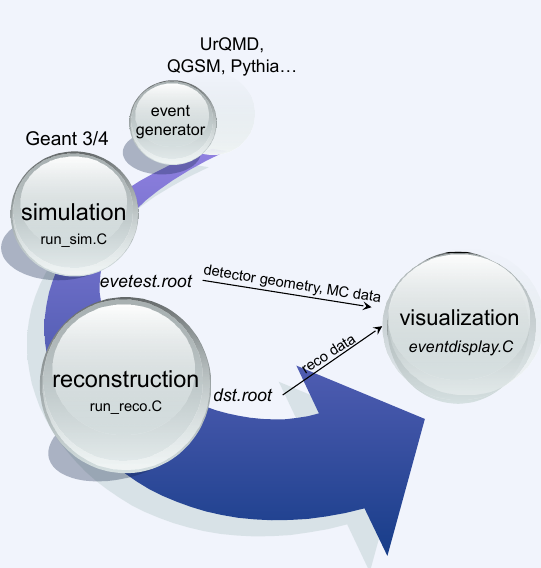 UrQMD,
QGSM, Pythia…
event
generator
Geant 3/4
simulation
run_sim.C
evetest.root
detector geometry, MC data
visualization
eventdisplay.C
reconstruction
run_reco.C
dst.root
reco data